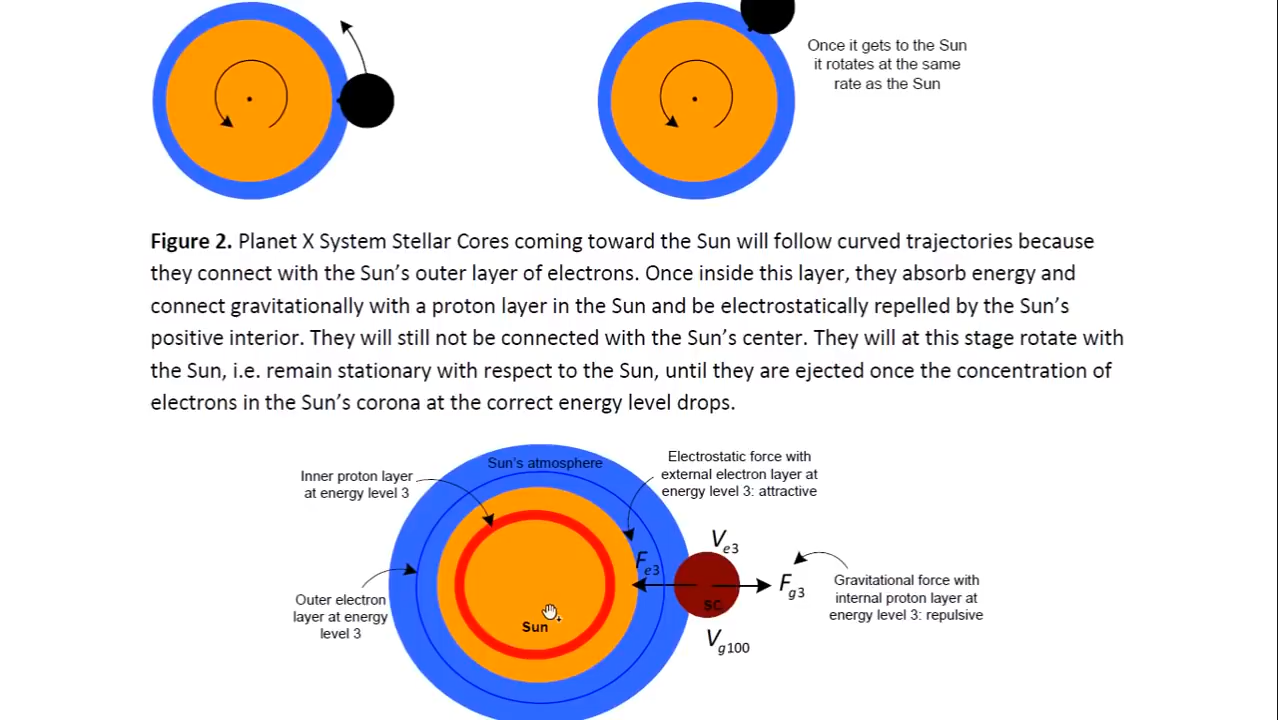 Once it gets to the Sun
it rotates at the same
rate as the Sun
Figure 2. Planet X System Stellar Cores coming toward the Sun will follow curved trajectories because
they connect with the Sun’s outer layer of electrons. Once inside this layer, they absorb energy and
connect gravitationally with a proton layer in the Sun and be electrostatically repelled by the Sun’s
positive interior. They will still not be connected with the Sun’s center. They will at this stage rotate with
the Sun, i.e. remain stationary with respect to the Sun, until they are ejected once the concentration of
electrons in the Sun’s corona at the correct energy level drops.
Inner proton layer
at energy level 3
Sun’s atmosphere
Electrostatic force with
external electron layer at
energy level 3: attractive
Fe3
Ve3
Fg3
SC
Vg100
Gravitational force with
internal proton layer at
energy level 3: repulsive
Outer electron
layer at energy
level 3
Sun